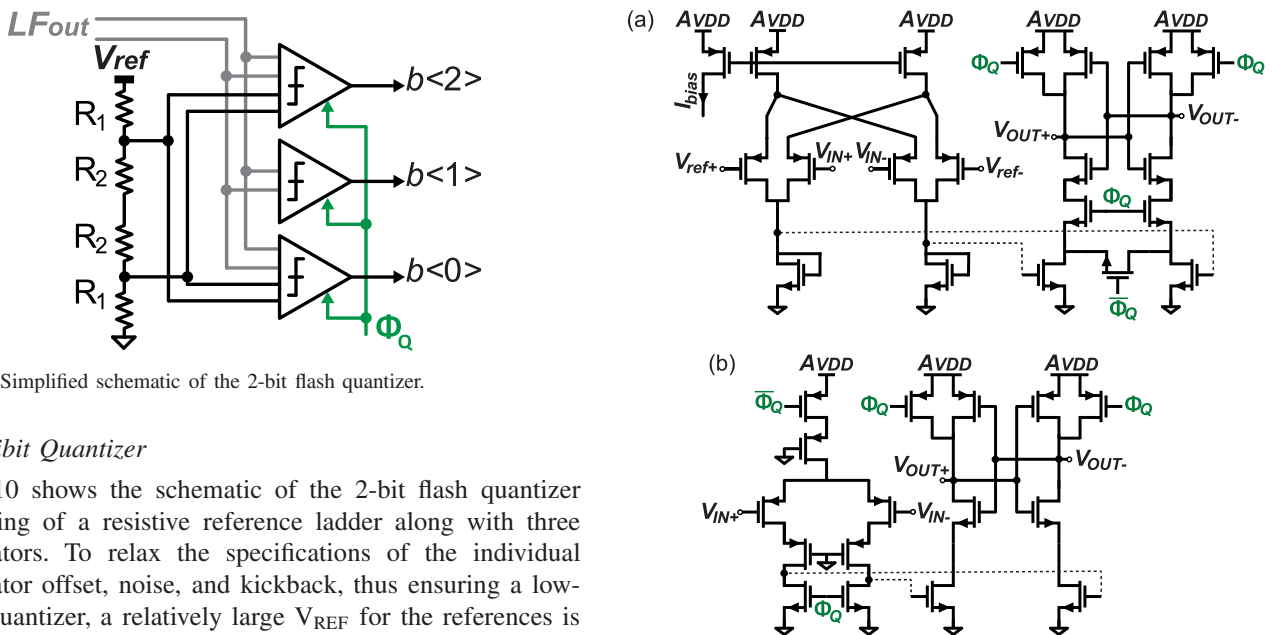 LFout
Vref
R1
R2
R2
R1
b<2>
b<1>
b<0>
ΦQ
Simplified schematic of the 2-bit flash quantizer.
ibit Quantizer
10 shows the schematic of the 2-bit flash quantizer
ing of a resistive reference ladder along with three
ators. To relax the specifications of the individual
ator offset, noise, and kickback, thus ensuring a low-
uantizer, a relatively large VREF for the references is
(a)
AVDD AVDD AVDD AVDD AVDD
ΦQ ΦQ
Ibias
VOUT+ VOUT-
Vref+ VIN+ VIN- Vref-
ΦQ
Φ̅Q
(b)
AVDD AVDD AVDD
Φ̅Q ΦQ ΦQ
VOUT+ VOUT-
VIN+ VIN-
ΦQ